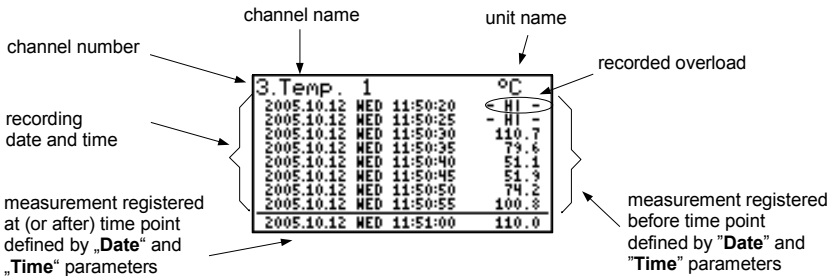 channel name
unit name
channel number
recorded overload
3.Temp. 1 °C
2005.10.12 WED 11:50:20 - HI -
2005.10.12 WED 11:50:25 - HI -
2005.10.12 WED 11:50:30 110.7
2005.10.12 WED 11:50:35 79.6
2005.10.12 WED 11:50:40 51.1
2005.10.12 WED 11:50:45 51.9
2005.10.12 WED 11:50:50 74.2
2005.10.12 WED 11:50:55 100.8
2005.10.12 WED 11:51:00 110.0
recording
date and time
measurement registered
at (or after) time point
defined by „Date“ and
„Time“ parameters
measurement registered
before time point
defined by ”Date” and
”Time” parameters